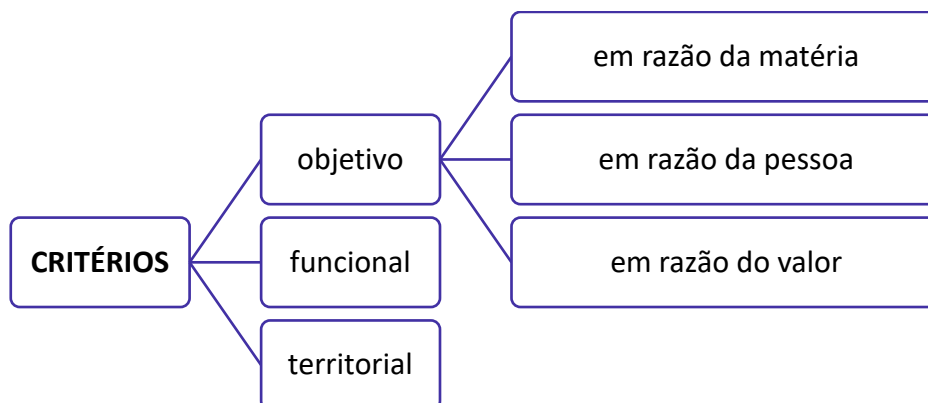 CRITÉRIOS
objetivo
em razão da matéria
em razão da pessoa
em razão do valor
funcional
territorial